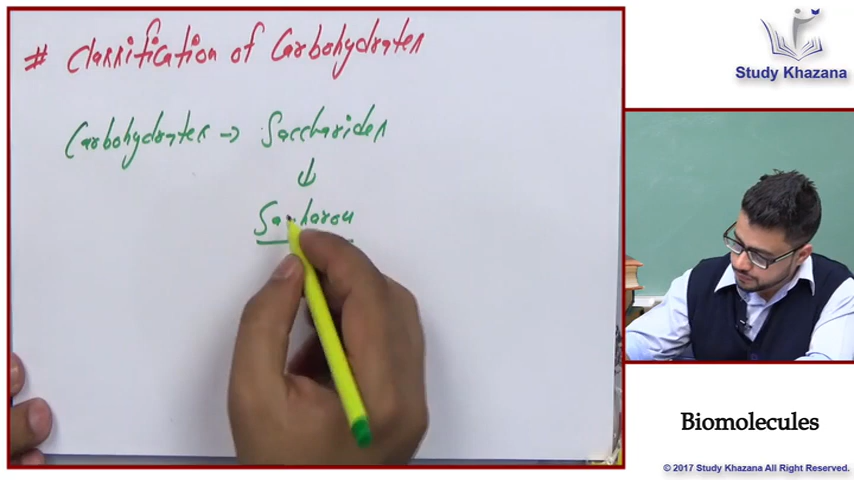 # Classification of Carbohydrates
Carbohydrates → Saccharides
↓
Study Khazana
Biomolecules
© 2017 Study Khazana All Right Reserved.